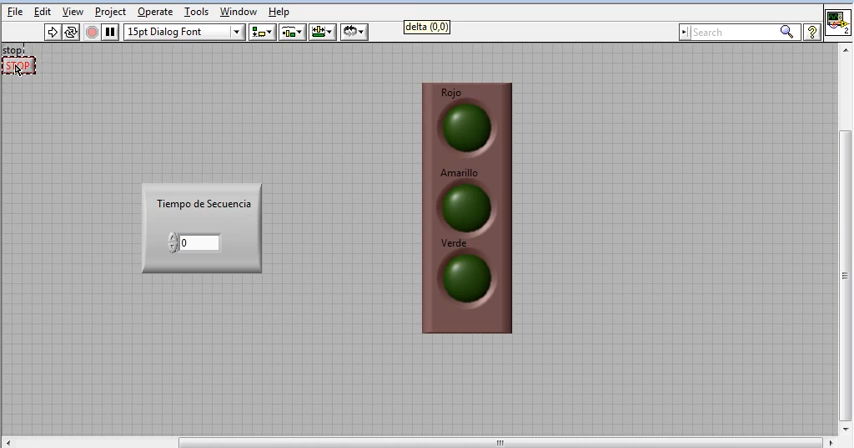 File Edit View Project Operate Tools Window Help
15pt Dialog Font
delta (0,0)
Search
?
2
stop
STOP
Rojo
Amarillo
Tiempo de Secuencia
0
Verde